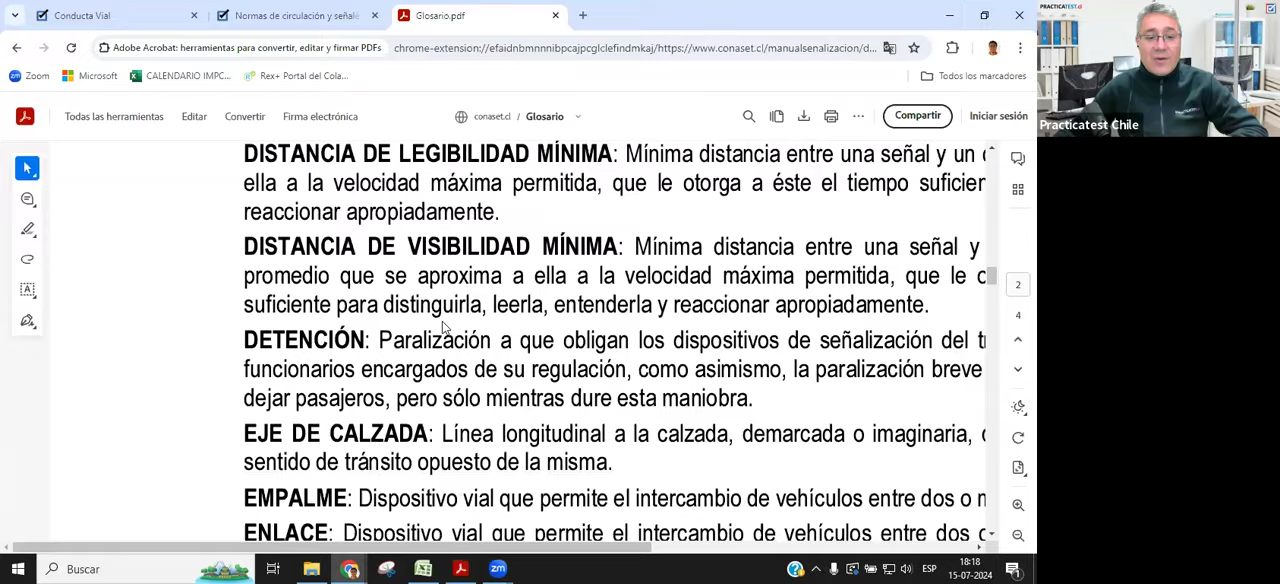 Conducta Vial
Normas de circulación y señale
Glosario.pdf
Adobe Acrobat: herramientas para convertir, editar y firmar PDFs
chrome-extension://efaidnbmnnnibpcajpcglclefindmkaj/https://www.conaset.cl/manualsenalizacion/d...
Zoom
Microsoft
CALENDARIO IMPC...
Rex+ Portal del Cola...
Todos los marcadores
Todas las herramientas
Editar
Convertir
Firma electrónica
conaset.cl / Glosario
Compartir
Iniciar sesión
DISTANCIA DE LEGIBILIDAD MÍNIMA: Mínima distancia entre una señal y un
ella a la velocidad máxima permitida, que le otorga a éste el tiempo suficien
reaccionar apropiadamente.
DISTANCIA DE VISIBILIDAD MÍNIMA: Mínima distancia entre una señal y
promedio que se aproxima a ella a la velocidad máxima permitida, que le
suficiente para distinguirla, leerla, entenderla y reaccionar apropiadamente.
DETENCIÓN: Paralización a que obligan los dispositivos de señalización del
funcionarios encargados de su regulación, como asimismo, la paralización breve
dejar pasajeros, pero sólo mientras dure esta maniobra.
EJE DE CALZADA: Línea longitudinal a la calzada, demarcada o imaginaria,
sentido de tránsito opuesto de la misma.
EMPALME: Dispositivo vial que permite el intercambio de vehículos entre dos o
ENLACE: Dispositivo vial que permite el intercambio de vehículos entre dos
2
4
PRACTICATEST.cl
Practicatest Chile
Buscar
zm
ESP
18:18
15-07-2024
1